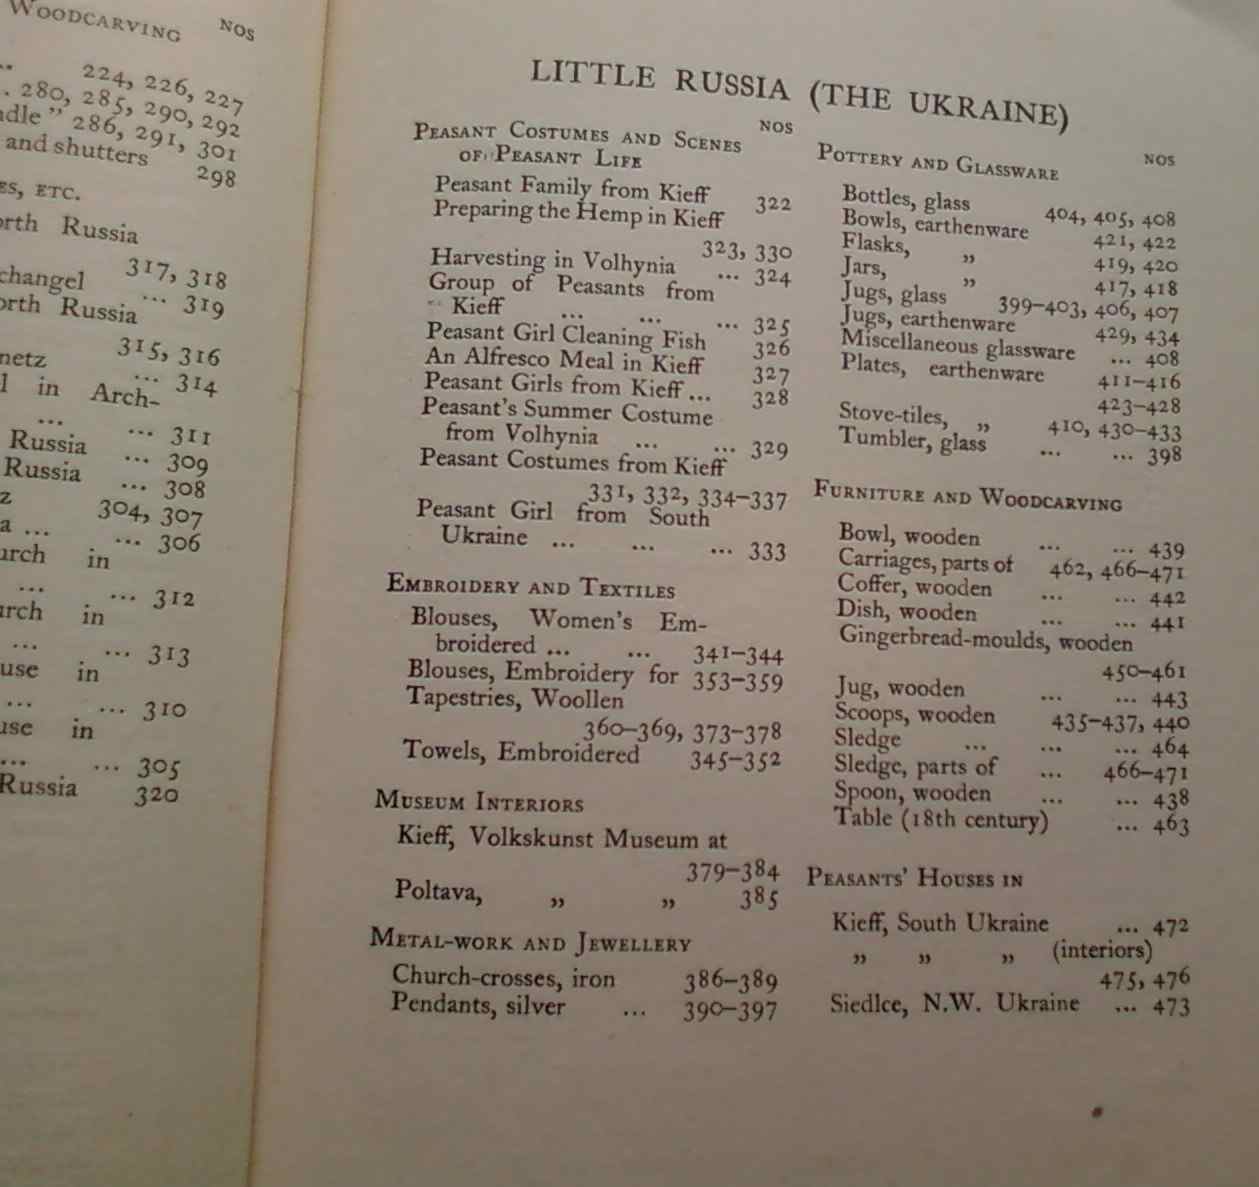 WOODCARVING NOS
... 224, 226, 227
. 280, 285, 290, 292
ndle" 286, 291, 301
and shutters 298
ES, ETC.
orth Russia
317, 318
changel ... 319
orth Russia
315, 316
netz ... 314
l in Arch-
... ... 311
Russia ... 309
Russia ... 308
z 304, 307
a ... ... 306
urch in
... ... 312
urch in
... ... 313
use in
... ... 310
use in
... ... 305
Russia 320
LITTLE RUSSIA (THE UKRAINE)
PEASANT COSTUMES AND SCENES NOS
OF PEASANT LIFE
Peasant Family from Kieff 322
Preparing the Hemp in Kieff
323, 330
Harvesting in Volhynia ... 324
Group of Peasants from
Kieff ... ... ... 325
Peasant Girl Cleaning Fish 326
An Alfresco Meal in Kieff 327
Peasant Girls from Kieff ... 328
Peasant's Summer Costume
from Volhynia ... ... 329
Peasant Costumes from Kieff
331, 332, 334–337
Peasant Girl from South
Ukraine ... ... ... 333
EMBROIDERY AND TEXTILES
Blouses, Women's Em-
broidered ... ... 341–344
Blouses, Embroidery for 353–359
Tapestries, Woollen
360–369, 373–378
Towels, Embroidered 345–352
MUSEUM INTERIORS
Kieff, Volkskunst Museum at
379–384
Poltava, " " 385
METAL-WORK AND JEWELLERY
Church-crosses, iron 386–389
Pendants, silver ... 390–397
POTTERY AND GLASSWARE NOS
Bottles, glass 404, 405, 408
Bowls, earthenware 421, 422
Flasks, " 419, 420
Jars, " 417, 418
Jugs, glass 399–403, 406, 407
Jugs, earthenware 429, 434
Miscellaneous glassware ... 408
Plates, earthenware 411–416
423–428
Stove-tiles, " 410, 430–433
Tumbler, glass ... ... 398
FURNITURE AND WOODCARVING
Bowl, wooden ... ... 439
Carriages, parts of 462, 466–471
Coffer, wooden ... ... 442
Dish, wooden ... ... 441
Gingerbread-moulds, wooden
450–461
Jug, wooden ... ... 443
Scoops, wooden 435–437, 440
Sledge ... ... ... 464
Sledge, parts of ... 466–471
Spoon, wooden ... ... 438
Table (18th century) ... 463
PEASANTS' HOUSES IN
Kieff, South Ukraine ... 472
" " " (interiors)
475, 476
Siedlce, N.W. Ukraine ... 473